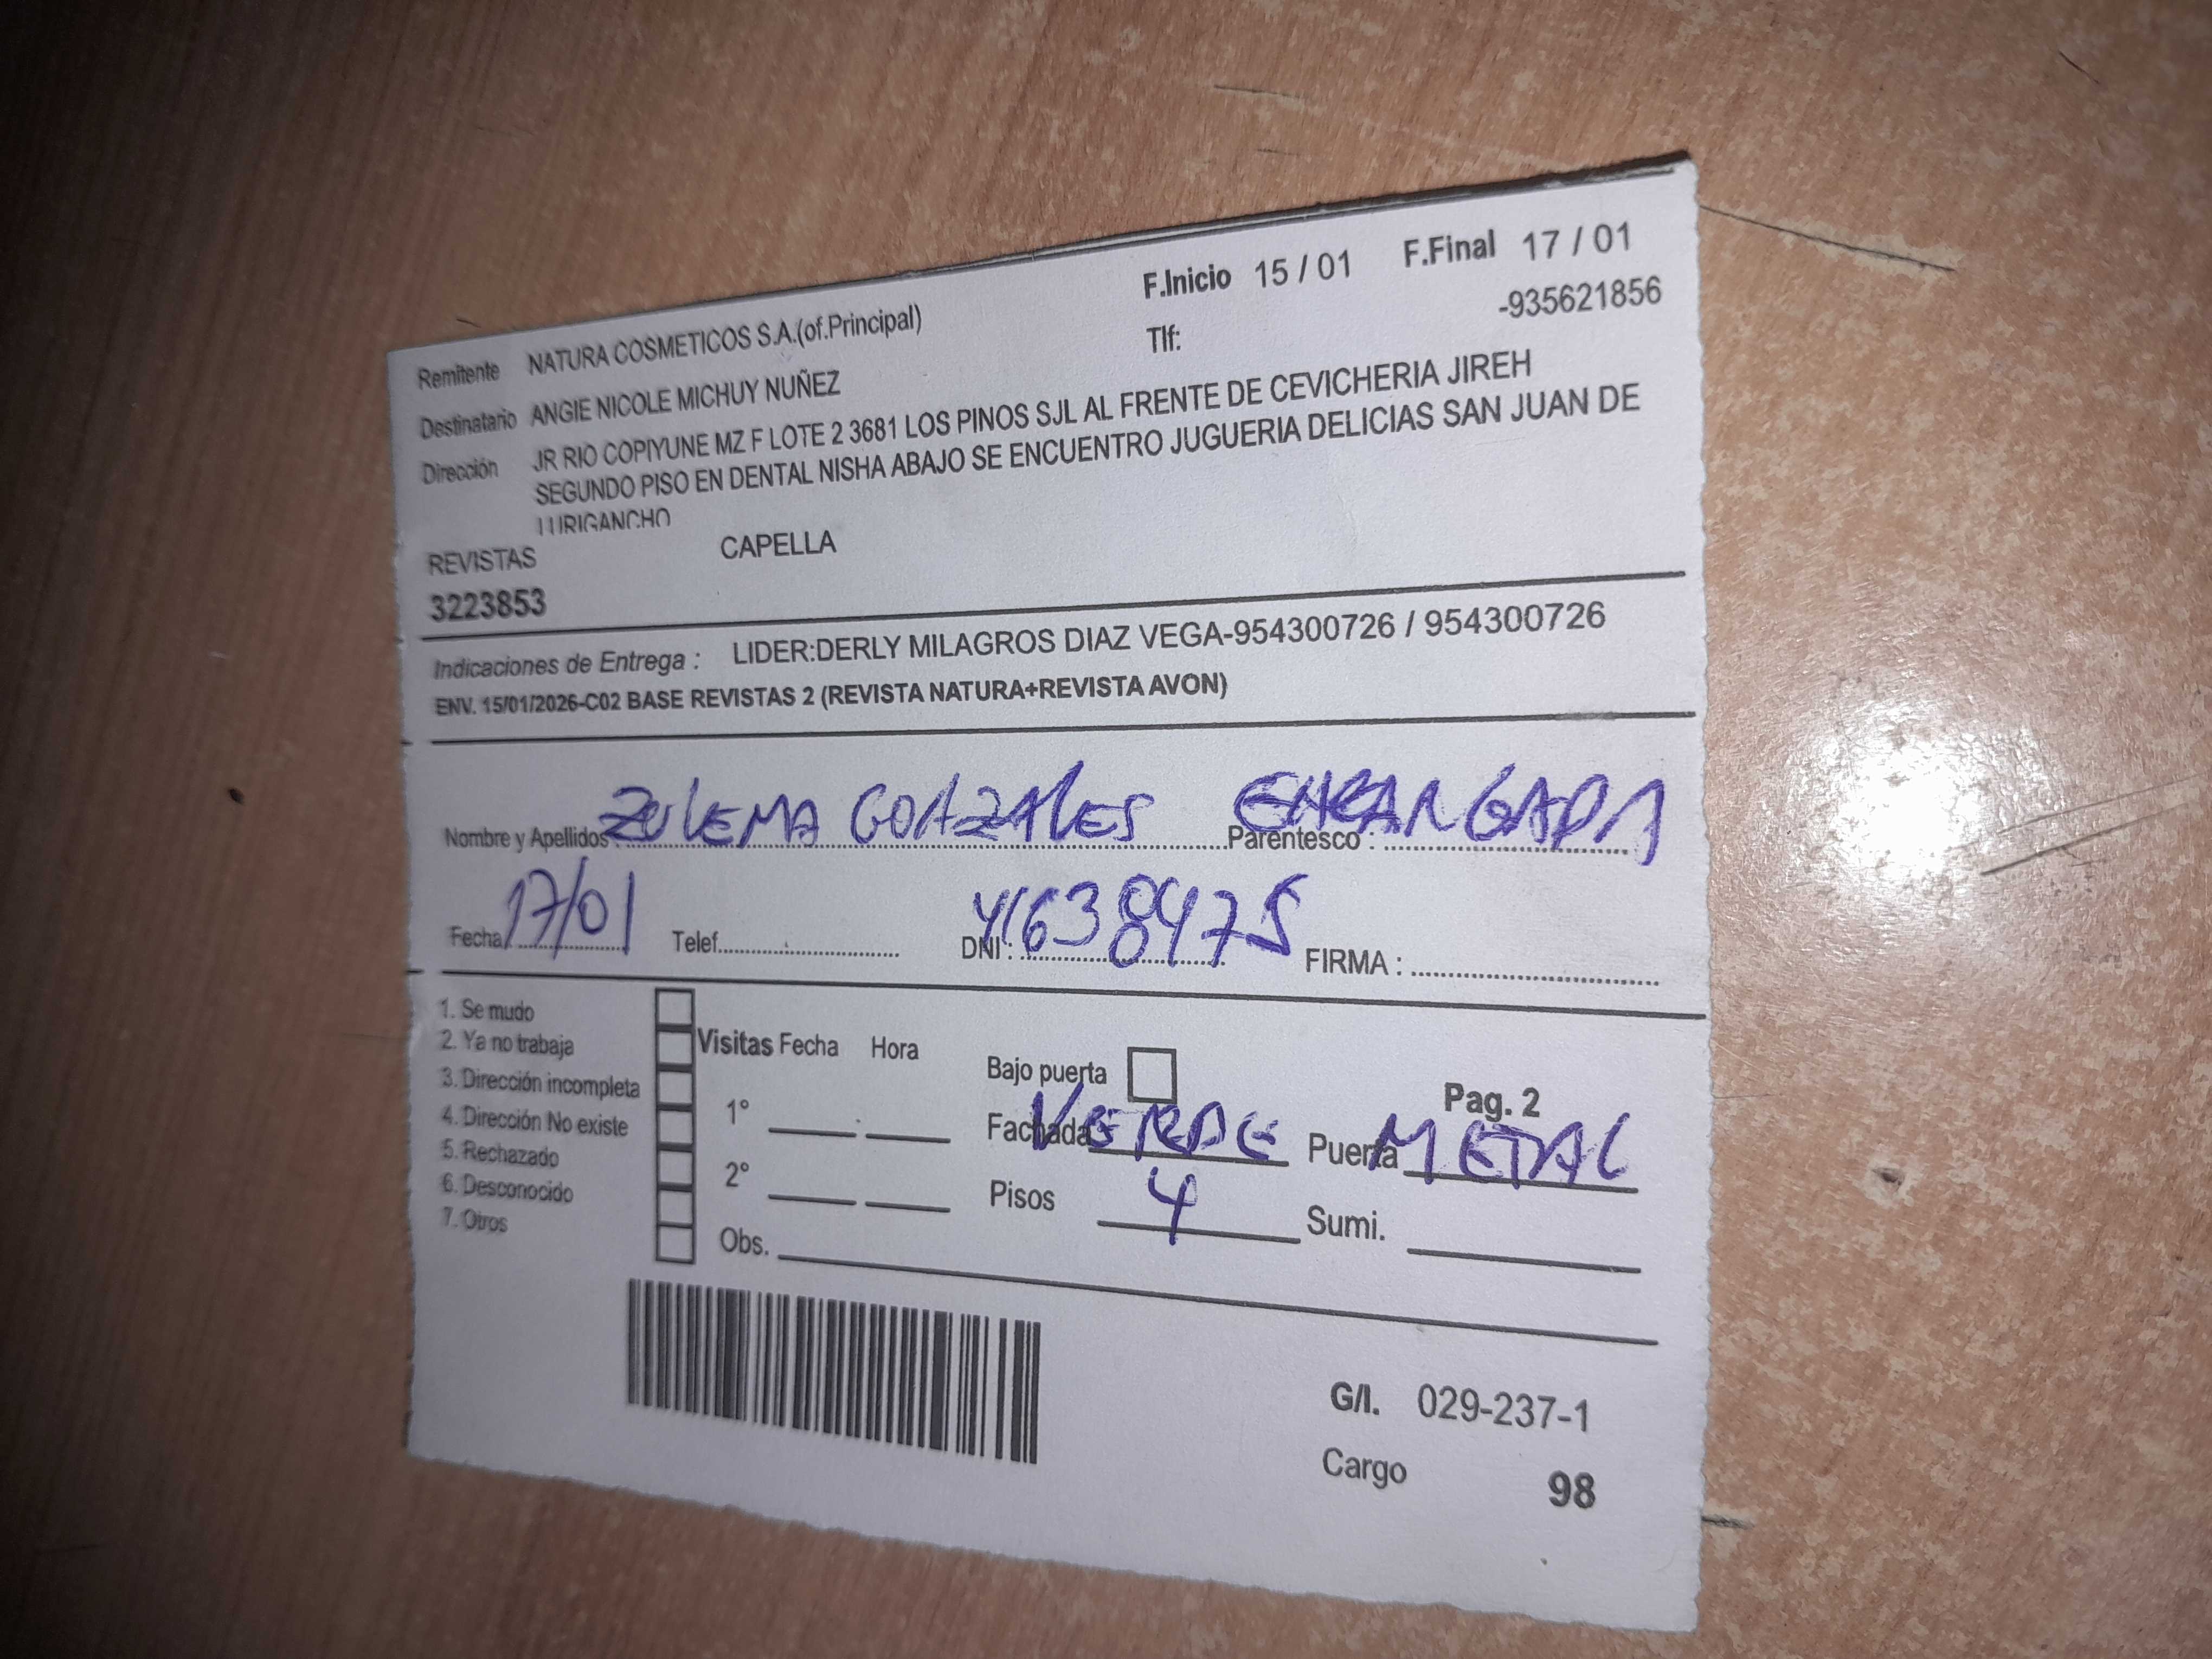 F.Inicio 15 / 01 F.Final 17 / 01
Remitente NATURA COSMETICOS S.A.(of.Principal) Tlf: -935621856
Destinatario ANGIE NICOLE MICHUY NUÑEZ
Dirección JR RIO COPIYUNE MZ F LOTE 2 3681 LOS PINOS SJL AL FRENTE DE CEVICHERIA JIREH
SEGUNDO PISO EN DENTAL NISHA ABAJO SE ENCUENTRO JUGUERIA DELICIAS SAN JUAN DE
LURIGANCHO
REVISTAS CAPELLA
3223853
Indicaciones de Entrega : LIDER:DERLY MILAGROS DIAZ VEGA-954300726 / 954300726
ENV. 15/01/2026-C02 BASE REVISTAS 2 (REVISTA NATURA+REVISTA AVON)
Nombre y Apellidos : ZULEMA GONZALES Parentesco : ENCARGADA
Fecha 17/01 Telef. DNI : 41638475 FIRMA :
1. Se mudo
2. Ya no trabaja
3. Dirección incompleta
4. Dirección No existe
5. Rechazado
6. Desconocido
7. Otros
Visitas Fecha Hora
1°
2°
Obs.
Bajo puerta Pag. 2
Fachada VERDE Puerta METAL
Pisos 4 Sumi.
G/I. 029-237-1
Cargo 98